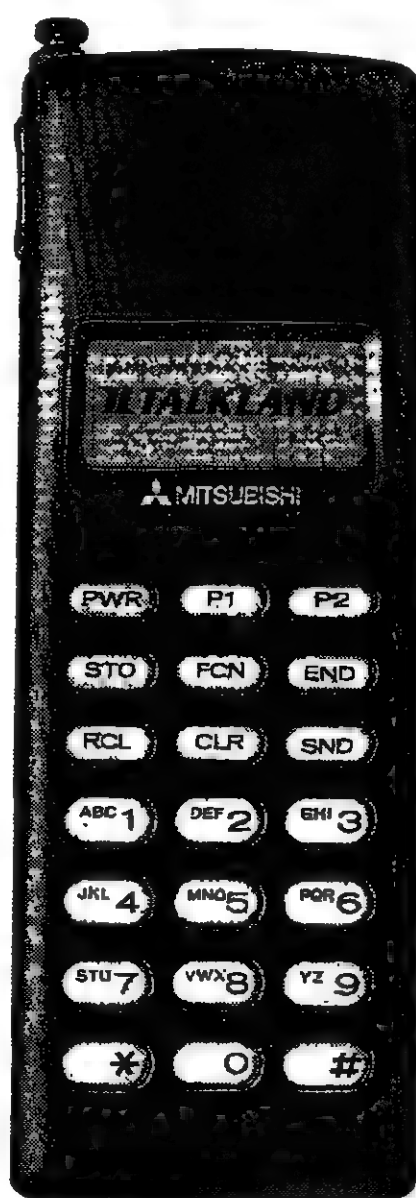 TALKLAND
MITSUBISHI
PWR P1 P2
STO FCN END
RCL CLR SND
ABC 1 DEF 2 GHI 3
JKL 4 MNO 5 PQR 6
STU 7 VWX 8 YZ 9
* 0 #